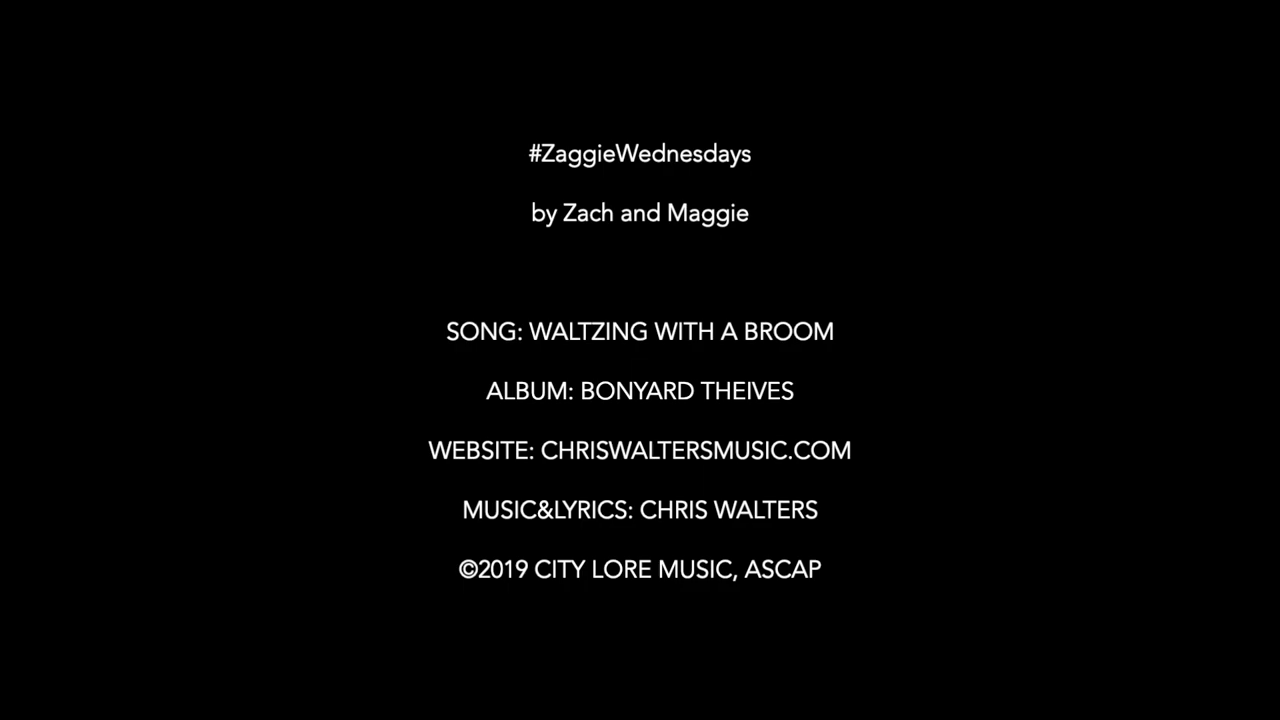 #ZaggieWednesdays
by Zach and Maggie
SONG: WALTZING WITH A BROOM
ALBUM: BONYARD THEIVES
WEBSITE: CHRISWALTERSMUSIC.COM
MUSIC&LYRICS: CHRIS WALTERS
©2019 CITY LORE MUSIC, ASCAP